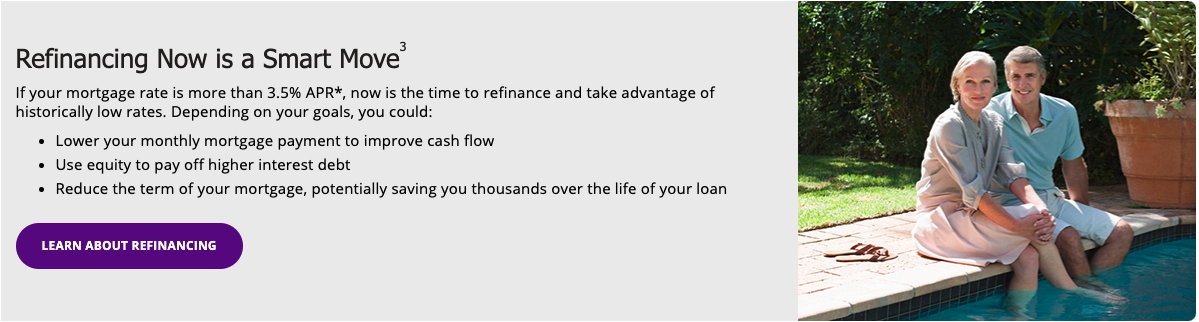 Refinancing Now is a Smart Move3
If your mortgage rate is more than 3.5% APR*, now is the time to refinance and take advantage of
historically low rates. Depending on your goals, you could:
• Lower your monthly mortgage payment to improve cash flow
• Use equity to pay off higher interest debt
• Reduce the term of your mortgage, potentially saving you thousands over the life of your loan
LEARN ABOUT REFINANCING